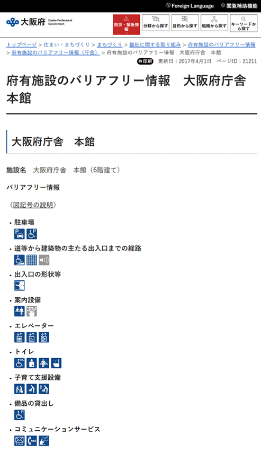 Foreign Language 閲覧補助機能
大阪府 Osaka Prefectural Government
防災・緊急情報 分類から探す 目的から探す 組織から探す キーワードから探す
トップページ > 住まい・まちづくり > まちづくり > 福祉に関する取り組み > 府有施設のバリアフリー情報
> 府有施設のバリアフリー情報（庁舎） > 府有施設のバリアフリー情報 大阪府庁舎 本館
印刷 更新日：2017年4月1日 ページID：21211
府有施設のバリアフリー情報 大阪府庁舎
本館
大阪府庁舎 本館
施設名 大阪府庁舎 本館（6階建て）
バリアフリー情報
（図記号の説明）
駐車場
道等から建築物の主たる出入口までの経路
出入口の形状等
案内設備
エレベーター
トイレ
子育て支援設備
備品の貸出し
コミュニケーションサービス